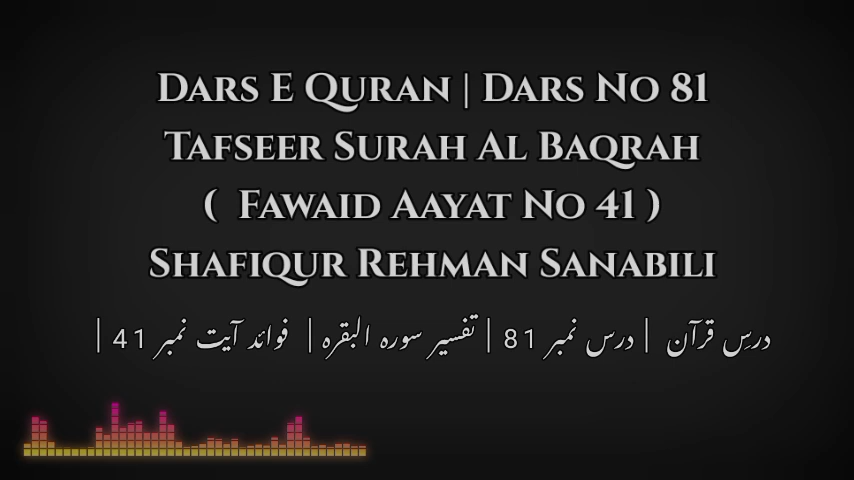 Dars E Quran | Dars No 81
Tafseer Surah Al Baqrah
( Fawaid Aayat No 41 )
Shafiqur Rehman Sanabili
درسِ قرآن | درس نمبر 81 | تفسیر سورہ البقرہ | فوائد آیت نمبر 41 |